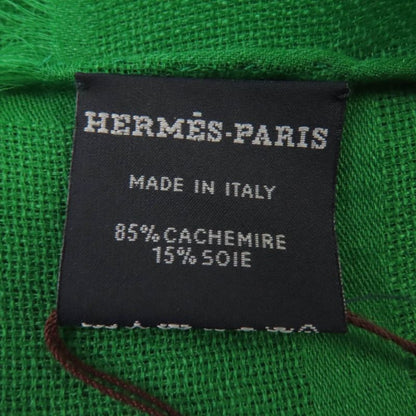 HERMÈS-PARIS
MADE IN ITALY
85% CACHEMIRE
15% SOIE